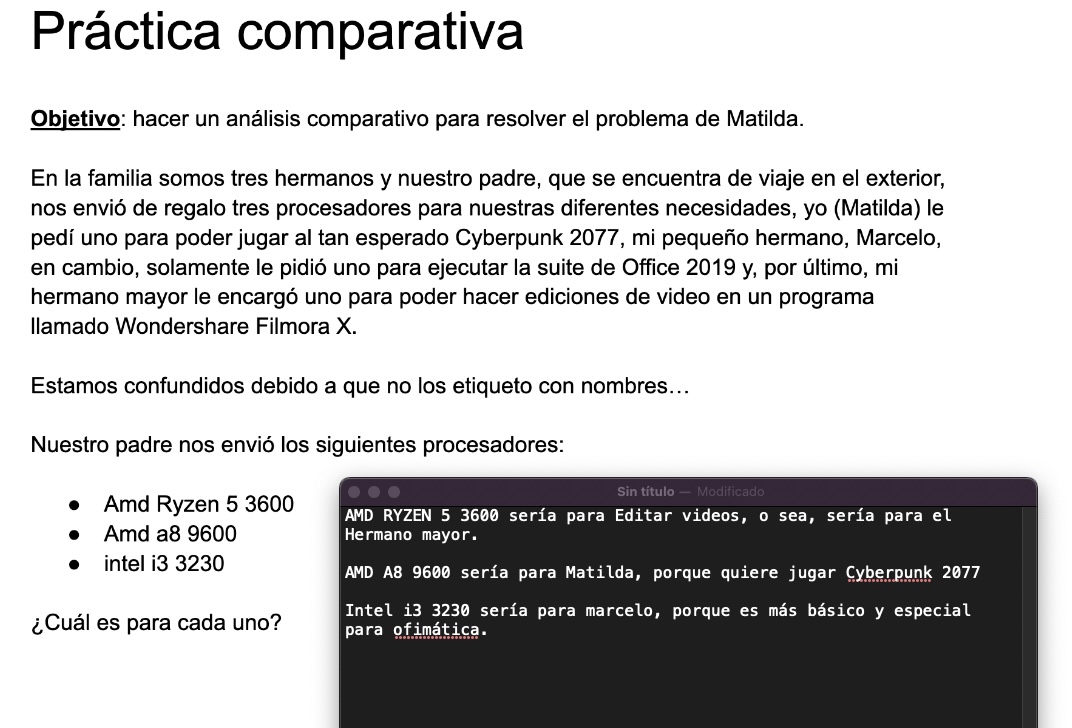 Práctica comparativa
Objetivo: hacer un análisis comparativo para resolver el problema de Matilda.
En la familia somos tres hermanos y nuestro padre, que se encuentra de viaje en el exterior,
nos envió de regalo tres procesadores para nuestras diferentes necesidades, yo (Matilda) le
pedí uno para poder jugar al tan esperado Cyberpunk 2077, mi pequeño hermano, Marcelo,
en cambio, solamente le pidió uno para ejecutar la suite de Office 2019 y, por último, mi
hermano mayor le encargó uno para poder hacer ediciones de video en un programa
llamado Wondershare Filmora X.
Estamos confundidos debido a que no los etiqueto con nombres…
Nuestro padre nos envió los siguientes procesadores:
● Amd Ryzen 5 3600
● Amd a8 9600
● intel i3 3230
¿Cuál es para cada uno?
Sin título — Modificado
AMD RYZEN 5 3600 sería para Editar videos, o sea, sería para el
Hermano mayor.
AMD A8 9600 sería para Matilda, porque quiere jugar Cyberpunk 2077
Intel i3 3230 sería para marcelo, porque es más básico y especial
para ofimática.